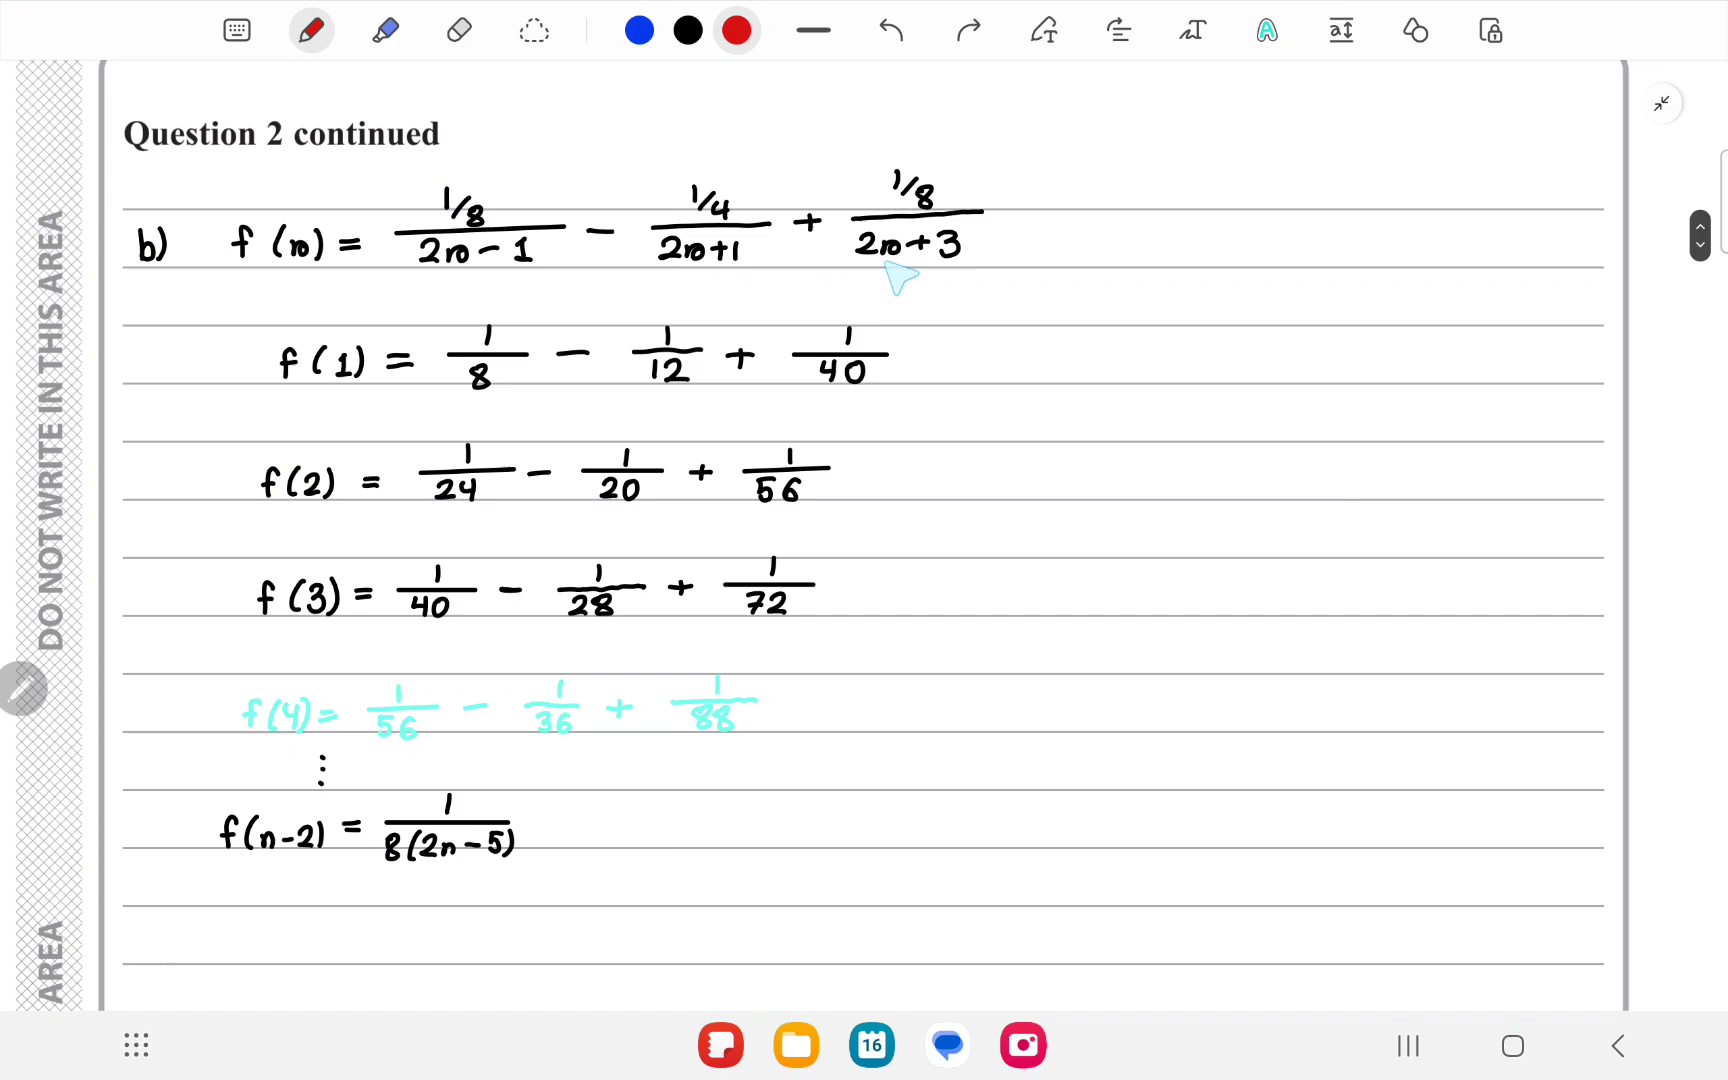 A
a↕
Question 2 continued
b) f(n) = 1/8 / 2n-1 - 1/4 / 2n+1 + 1/8 / 2n+3
f(1) = 1/8 - 1/12 + 1/40
f(2) = 1/24 - 1/20 + 1/56
f(3) = 1/40 - 1/28 + 1/72
f(4) = 1/56 - 1/36 + 1/88
⋮
f(n-2) = 1/8(2n-5)
DO NOT WRITE IN THIS AREA
AREA
16